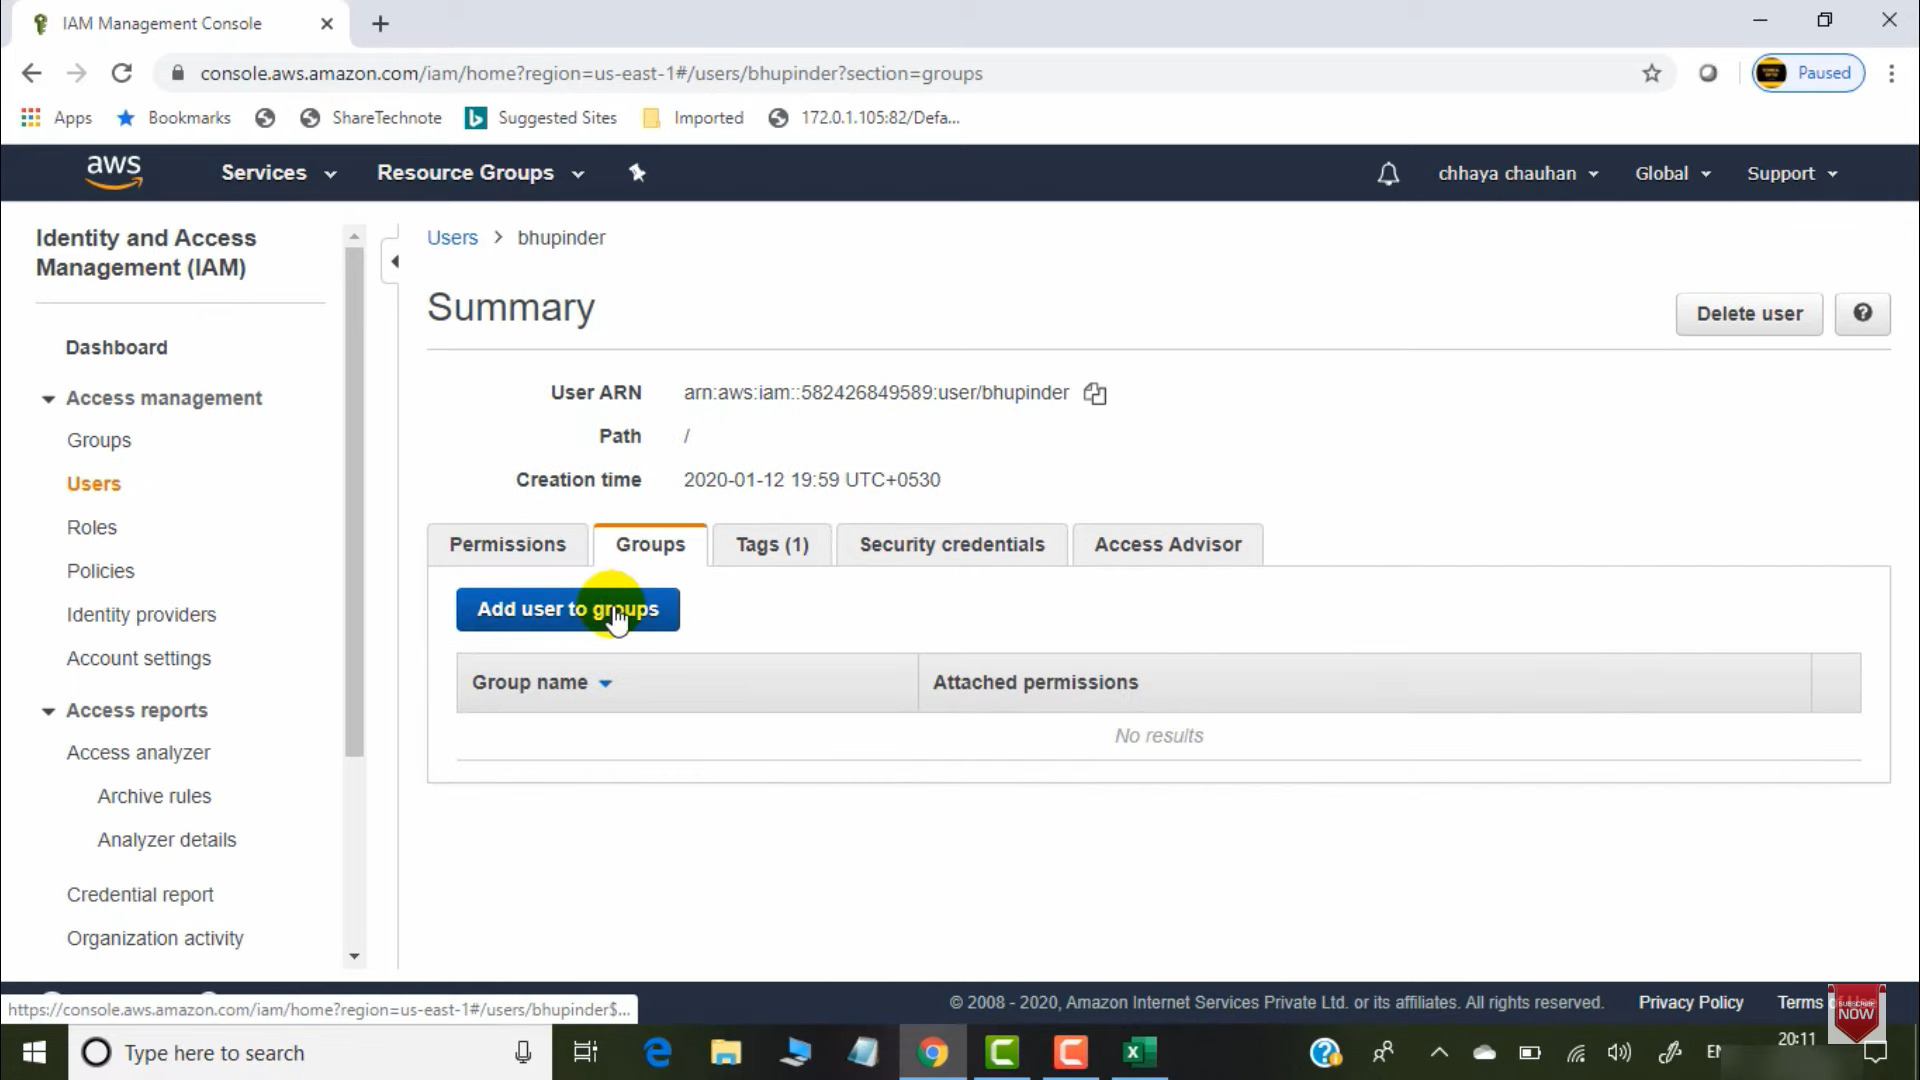 IAM Management Console
console.aws.amazon.com/iam/home?region=us-east-1#/users/bhupinder?section=groups
Paused
Apps
Bookmarks
ShareTechnote
Suggested Sites
Imported
172.0.1.105:82/Defa...
aws
Services
Resource Groups
chhaya chauhan
Global
Support
Identity and Access
Management (IAM)
Dashboard
Access management
Groups
Users
Roles
Policies
Identity providers
Account settings
Access reports
Access analyzer
Archive rules
Analyzer details
Credential report
Organization activity
Users > bhupinder
Summary
Delete user
User ARN arn:aws:iam::582426849589:user/bhupinder
Path /
Creation time 2020-01-12 19:59 UTC+0530
Permissions
Groups
Tags (1)
Security credentials
Access Advisor
Add user to groups
Group name
Attached permissions
No results
https://console.aws.amazon.com/iam/home?region=us-east-1#/users/bhupinder$...
© 2008 - 2020, Amazon Internet Services Private Ltd. or its affiliates. All rights reserved.
Privacy Policy
Terms
SUBSCRIBE
NOW
Type here to search
20:11